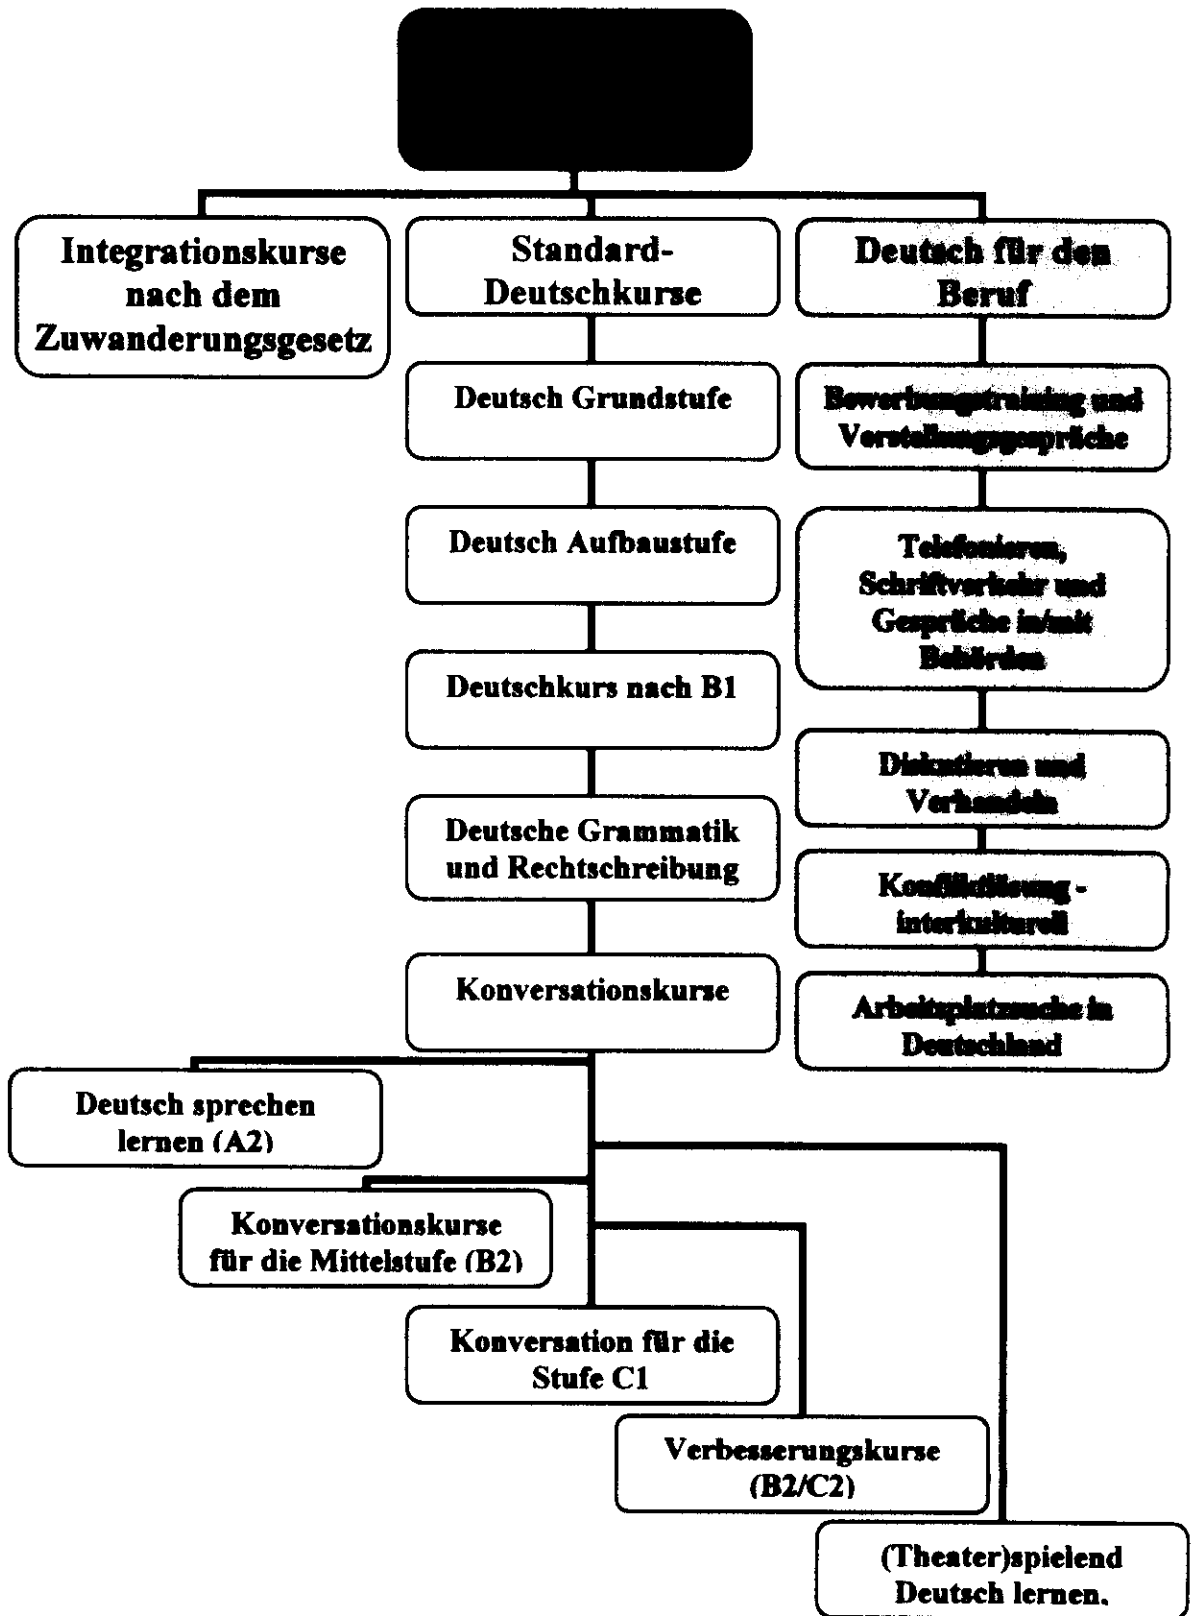 Integrationskurse
nach dem
Zuwanderungsgesetz
Standard-
Deutschkurse
Deutsch Grundstufe
Deutsch Aufbaustufe
Deutschkurs nach B1
Deutsche Grammatik
und Rechtschreibung
Konversationskurse
Deutsch sprechen
lernen (A2)
Konversationskurse
für die Mittelstufe (B2)
Konversation für die
Stufe C1
Verbesserungskurse
(B2/C2)
(Theater)spielend
Deutsch lernen.
Deutsch für den
Beruf
Bewerbungstraining und
Vorstellungsgespräche
Telefonieren,
Schriftverkehr und
Gespräche in/mit
Behörden
Diskutieren und
Verhandeln
Konfliktlösung -
interkulturell
Arbeitsplatzsuche in
Deutschland